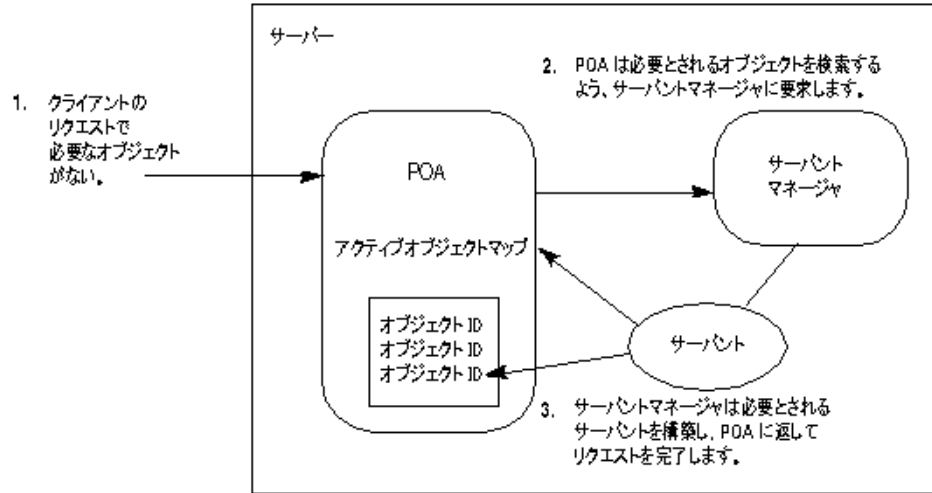 サーバー
1. クライアントの
リクエストで
必要なオブジェクト
がない。
2. POA は必要とされるオブジェクトを検索する
よう、サーバントマネージャに要求します。
POA
サーバント
マネージャ
アクティブオブジェクトマップ
オブジェクト ID
オブジェクト ID
オブジェクト ID
サーバント
3. サーバントマネージャは必要とされる
サーバントを構築し、POA に返して
リクエストを完了します。